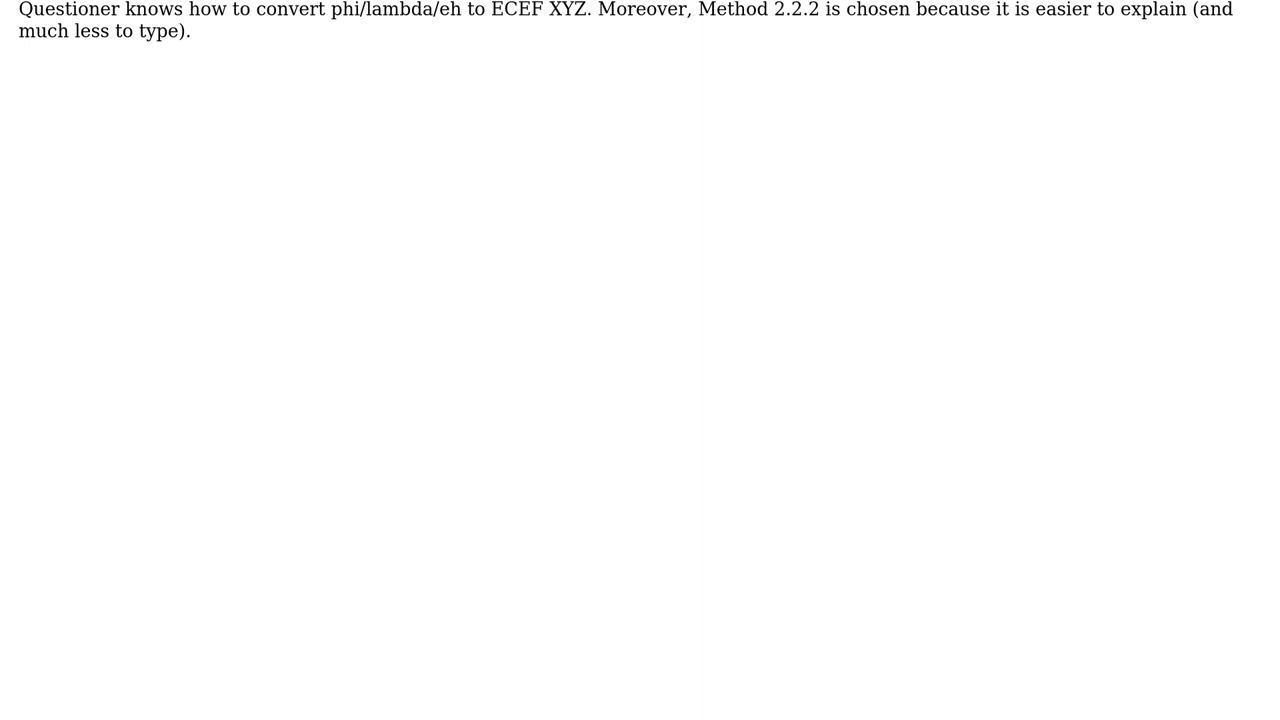 Questioner knows how to convert phi/lambda/eh to ECEF XYZ. Moreover, Method 2.2.2 is chosen because it is easier to explain (and
much less to type).